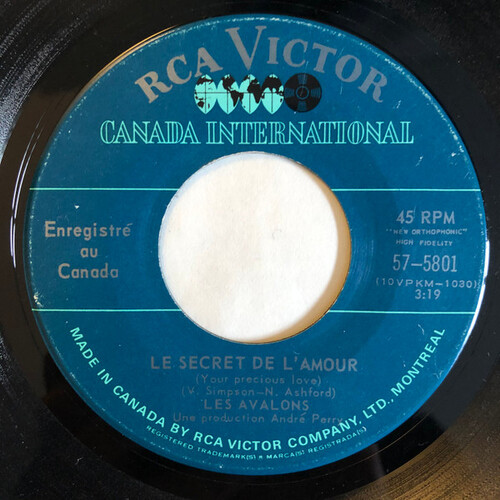 RCA VICTOR
CANADA INTERNATIONAL
Enregistré
au
Canada
45 RPM
"NEW ORTHOPHONIC"
HIGH FIDELITY
57-5801
(10VPKM-1030)
3:19
LE SECRET DE L'AMOUR
(Your precious love)
(V. Simpson-N. Ashford)
LES AVALONS
Une production André Perry
MADE IN CANADA BY RCA VICTOR COMPANY, LTD., MONTREAL
REGISTERED TRADEMARK(S) ★ MARCA(S) REGISTRADA(S)